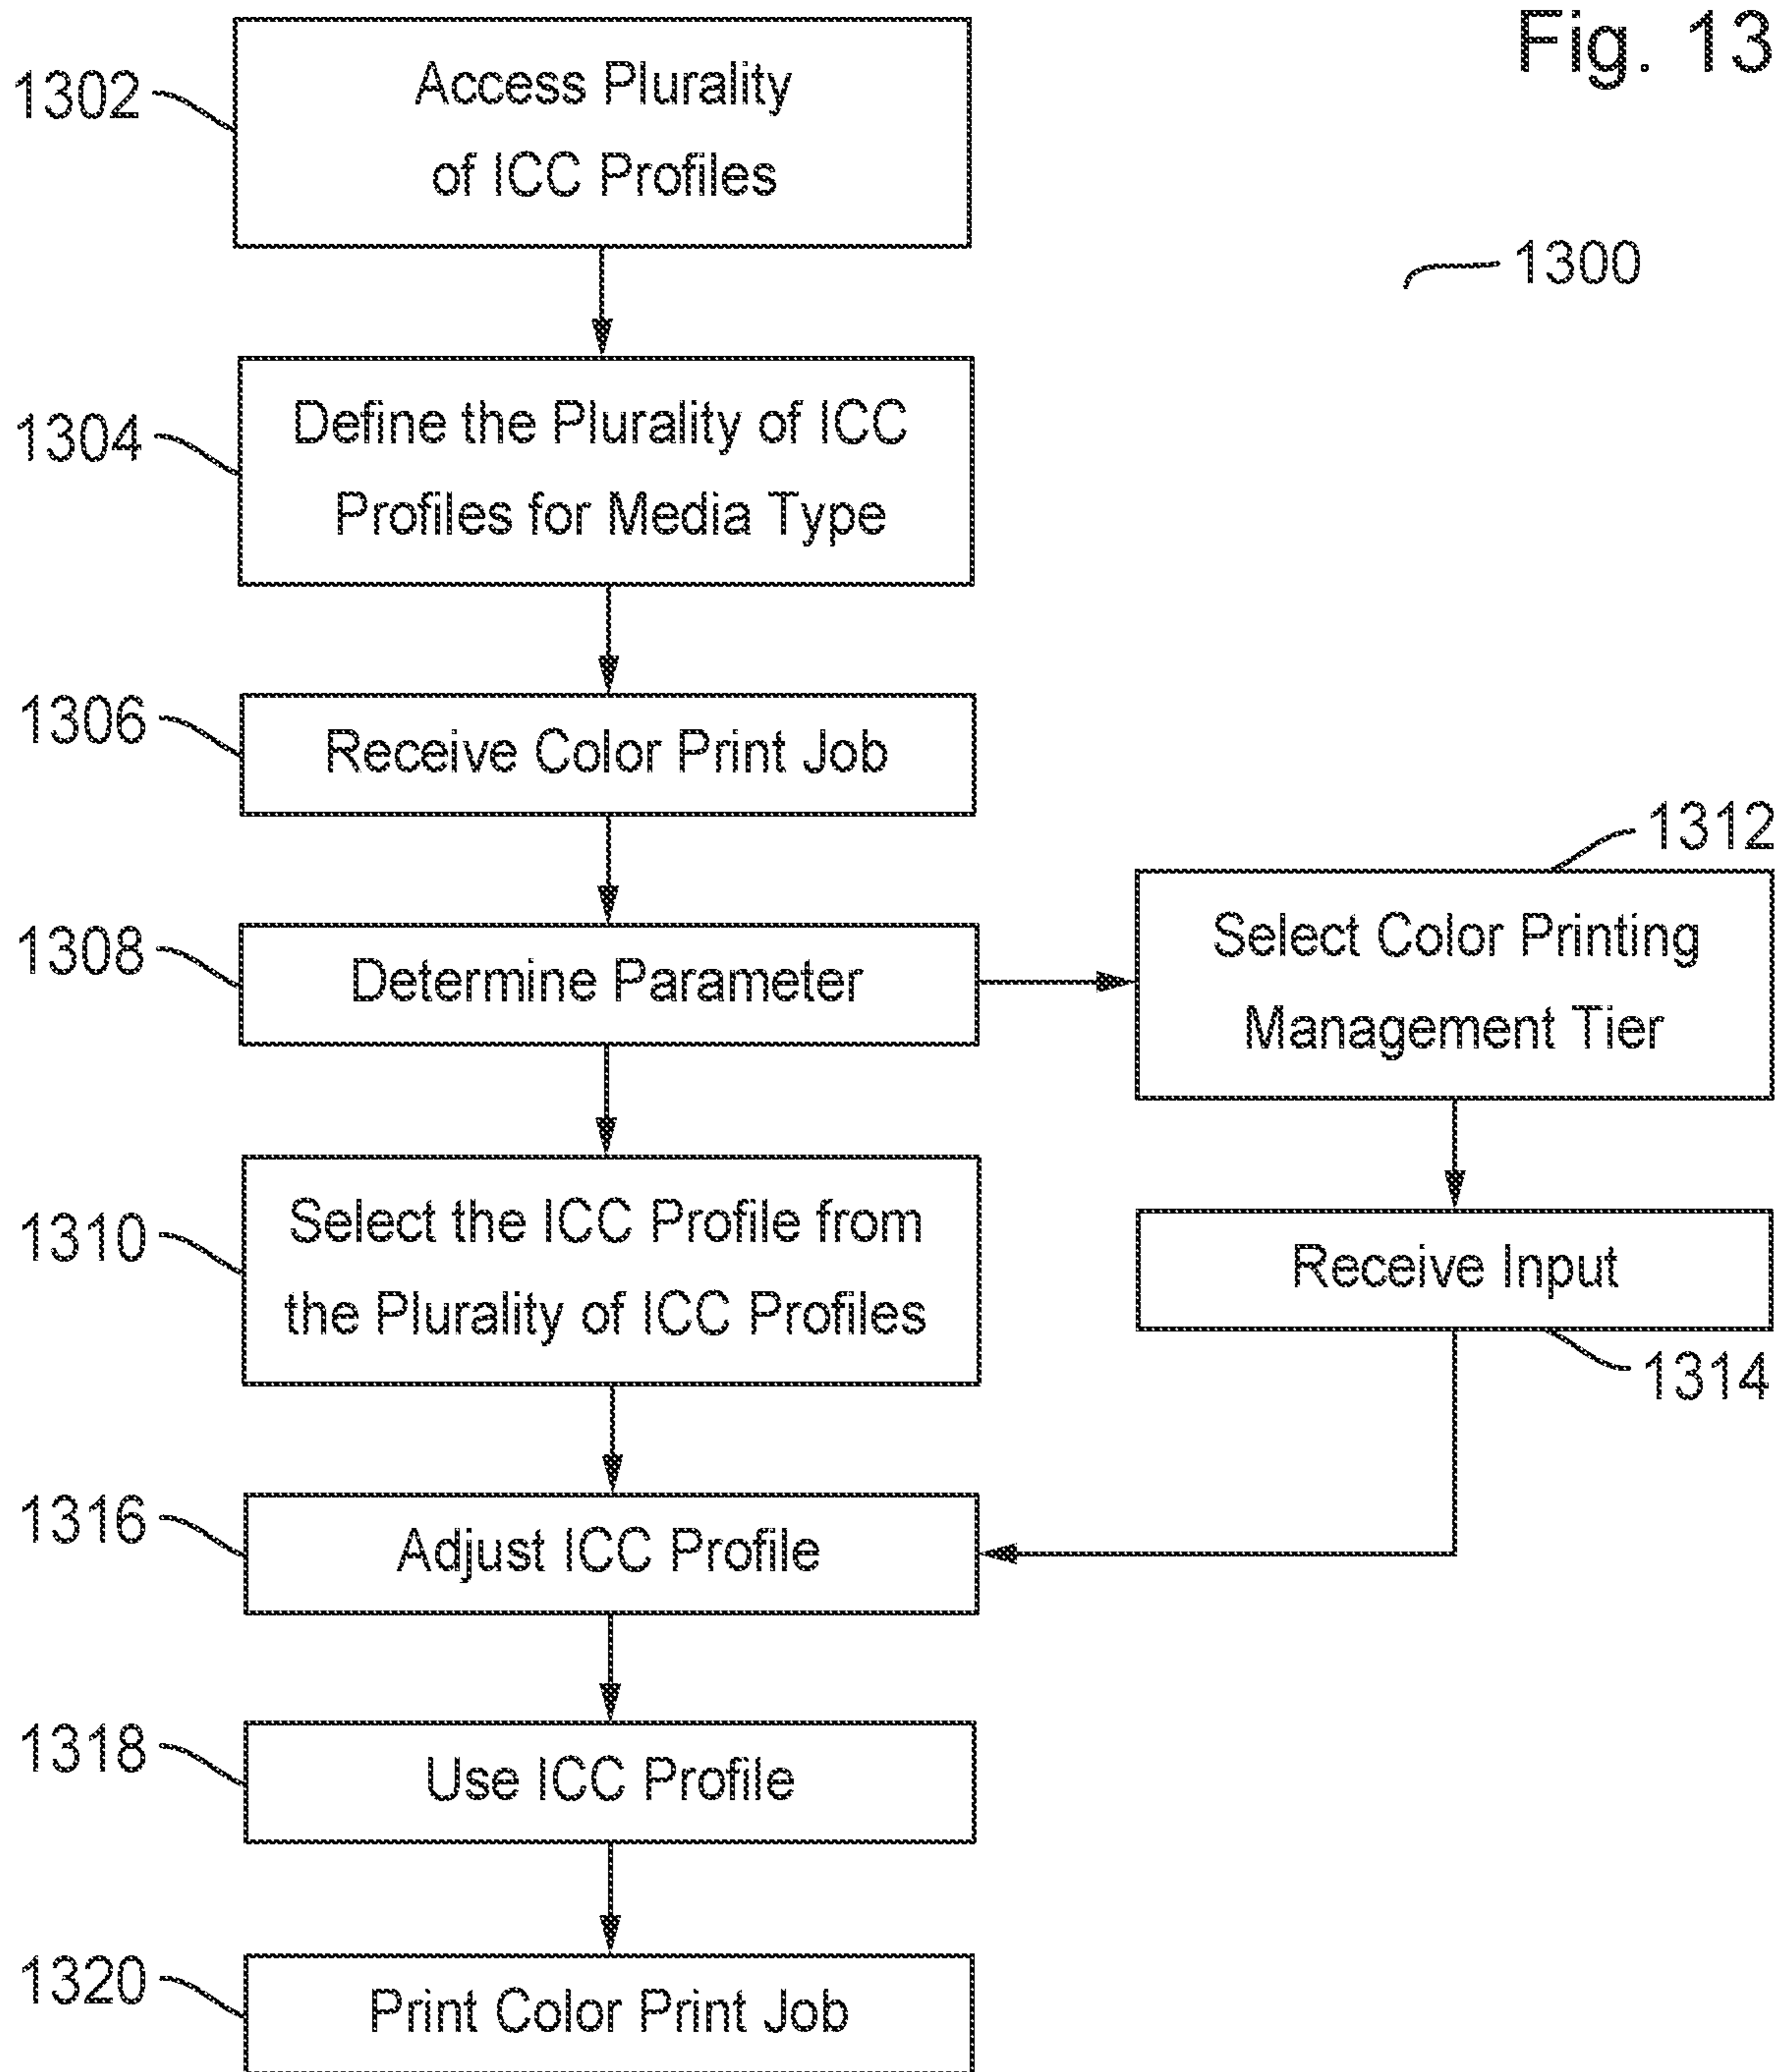 Fig. 13
1300
1302
Access Plurality
of ICC Profiles
1304
Define the Plurality of ICC
Profiles for Media Type
1306
Receive Color Print Job
1308
Determine Parameter
1312
Select Color Printing
Management Tier
1310
Select the ICC Profile from
the Plurality of ICC Profiles
Receive Input
1314
1316
Adjust ICC Profile
1318
Use ICC Profile
1320
Print Color Print Job